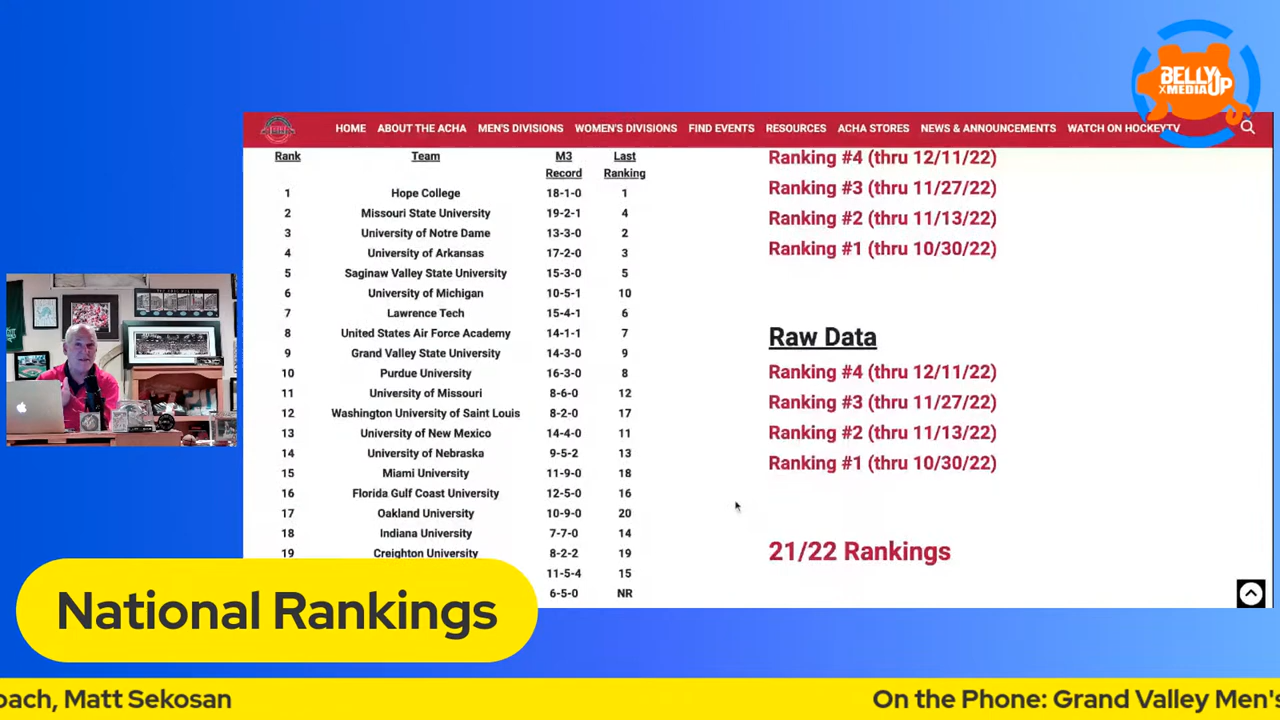 BELLY UP
MEDIA
HOME ABOUT THE ACHA MEN'S DIVISIONS WOMEN'S DIVISIONS FIND EVENTS RESOURCES ACHA STORES NEWS & ANNOUNCEMENTS WATCH ON HOCKEYTV
Rank Team M3 Record Last Ranking
1 Hope College 18-1-0 1
2 Missouri State University 19-2-1 4
3 University of Notre Dame 13-3-0 2
4 University of Arkansas 17-2-0 3
5 Saginaw Valley State University 15-3-0 5
6 University of Michigan 10-5-1 10
7 Lawrence Tech 15-4-1 6
8 United States Air Force Academy 14-1-1 7
9 Grand Valley State University 14-3-0 9
10 Purdue University 16-3-0 8
11 University of Missouri 8-6-0 12
12 Washington University of Saint Louis 8-2-0 17
13 University of New Mexico 14-4-0 11
14 University of Nebraska 9-5-2 13
15 Miami University 11-9-0 18
16 Florida Gulf Coast University 12-5-0 16
17 Oakland University 10-9-0 20
18 Indiana University 7-7-0 14
19 Creighton University 8-2-2 19
11-5-4 15
6-5-0 NR
Ranking #4 (thru 12/11/22)
Ranking #3 (thru 11/27/22)
Ranking #2 (thru 11/13/22)
Ranking #1 (thru 10/30/22)
Raw Data
Ranking #4 (thru 12/11/22)
Ranking #3 (thru 11/27/22)
Ranking #2 (thru 11/13/22)
Ranking #1 (thru 10/30/22)
21/22 Rankings
National Rankings
oach, Matt Sekosan On the Phone: Grand Valley Men's